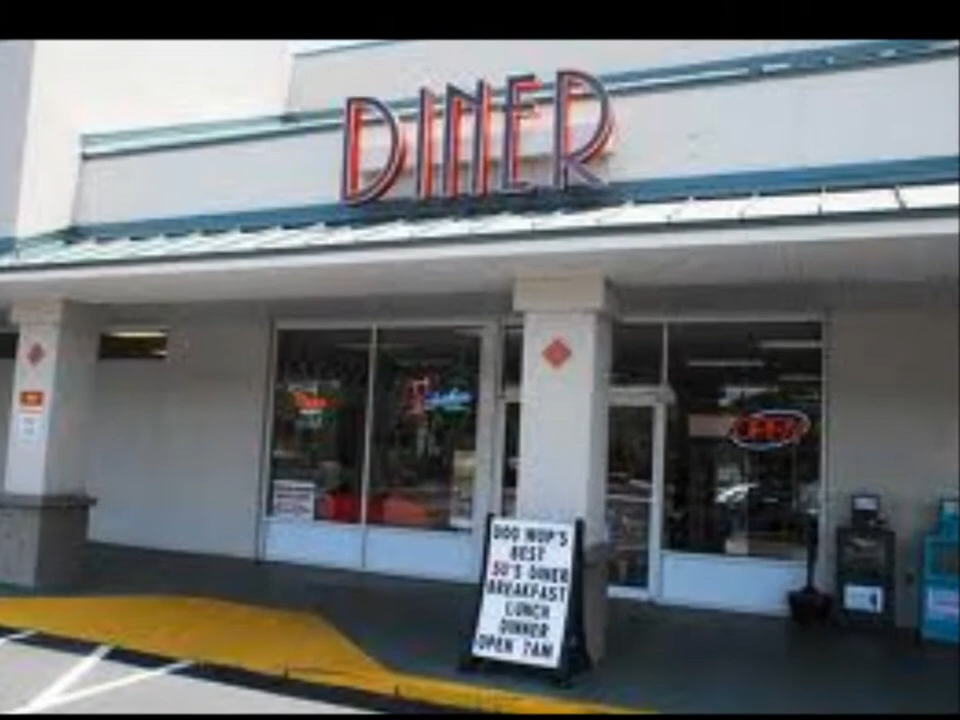 DINER
OPEN
DOO WOP'S
BEST
50'S DINER
BREAKFAST
LUNCH
DINNER
OPEN 7AM